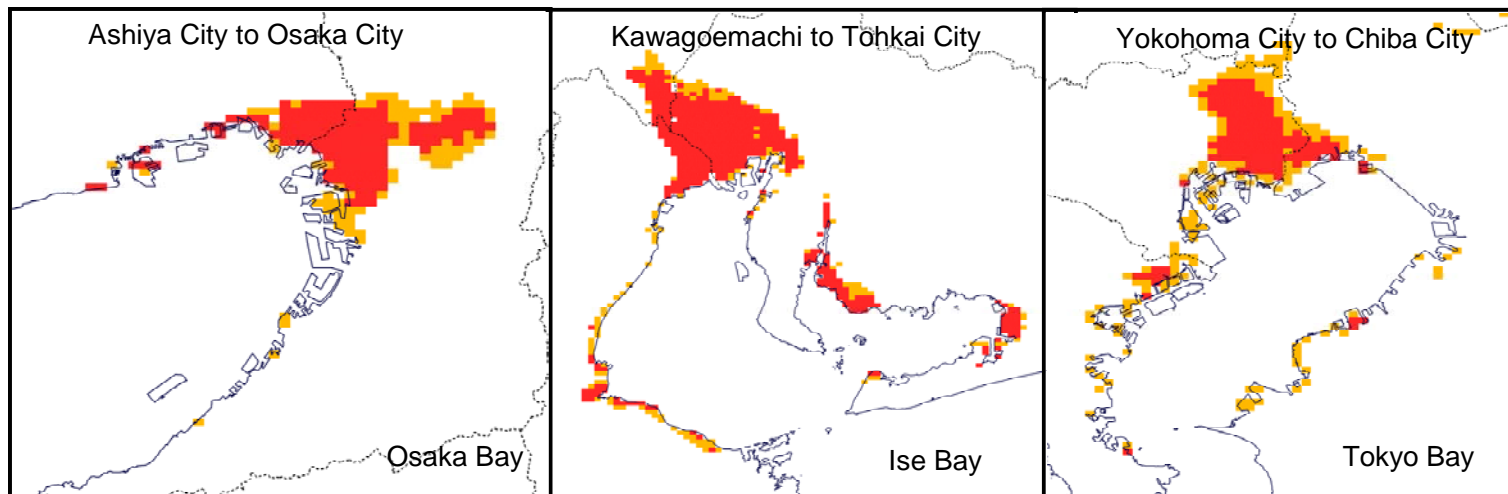 Ashiya City to Osaka City
Kawagoemachi to Tohkai City
Yokohoma City to Chiba City
Osaka Bay
Ise Bay
Tokyo Bay